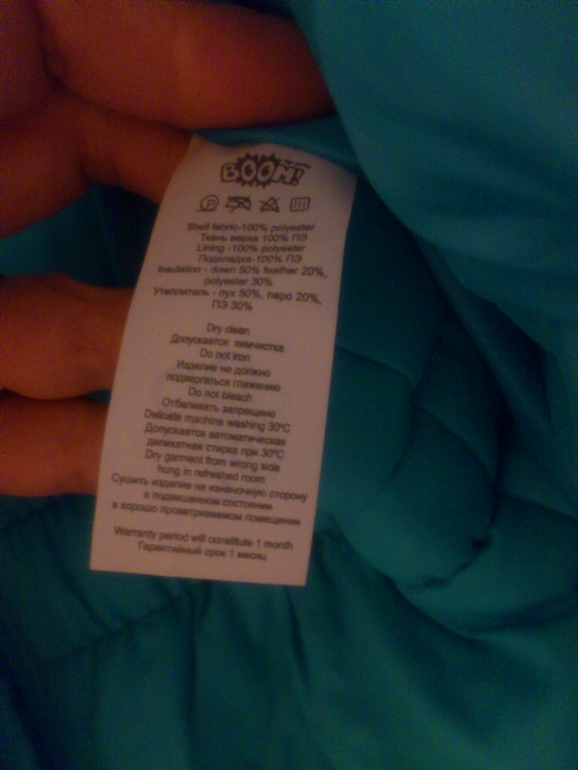 BOOM!
P
Shell fabric-100% polyester
Ткань верха 100% ПЭ
Lining -100% polyester
Подкладка-100% ПЭ
Insulation - down 50% feather 20%,
polyester 30%
Утеплитель - пух 50%, перо 20%,
ПЭ 30%
Dry clean
Допускается химчистка
Do not iron
Изделие не должно
подвергаться глажению
Do not bleach
Отбеливать запрещено
Delicate machine washing 30ºC
Допускается автоматическая
деликатная стирка при 30ºC
Dry garment from wrong side
hung in refreshed room
Сушить изделие на изнаночную сторону
в подвешенном состоянии
в хорошо проветриваемом помещении
Warranty period will constitute 1 month
Гарантийный срок 1 месяц